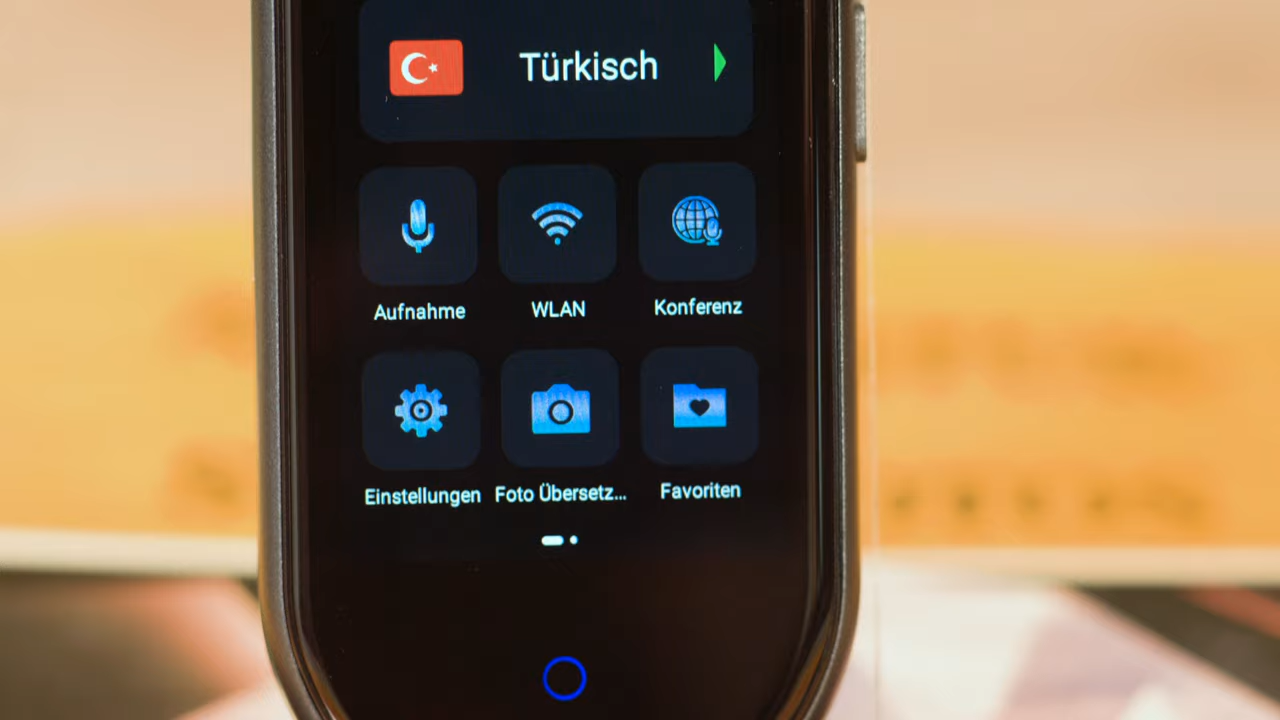 Türkisch
Aufnahme
WLAN
Konferenz
Einstellungen
Foto Übersetz...
Favoriten